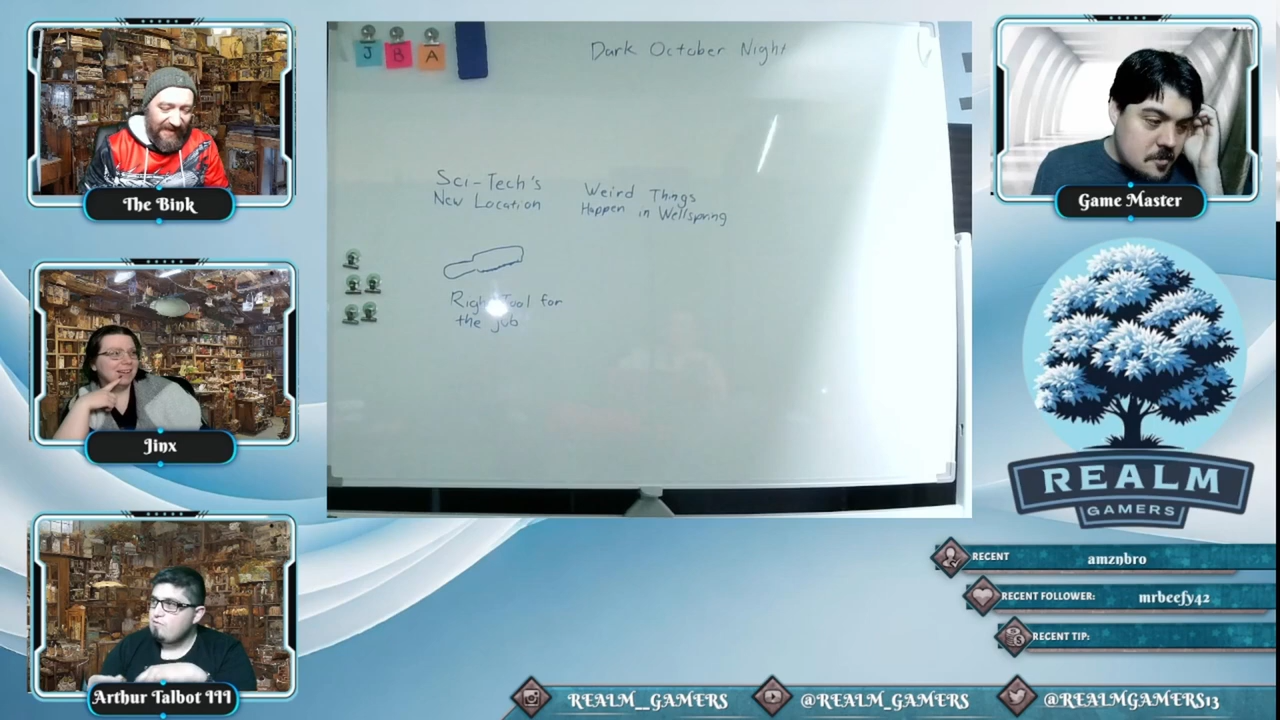 The Bink
Jinx
Arthur Talbot III
J B A
Dark October Night
Sci-Tech's
New Location
Weird Things
Happen in Wellspring
Right Tool for
the job
Game Master
REALM
GAMERS
RECENT amznbro
RECENT FOLLOWER: mrbeefy42
RECENT TIP:
REALM__GAMERS
@REALM_GAMERS
@REALMGAMERS13